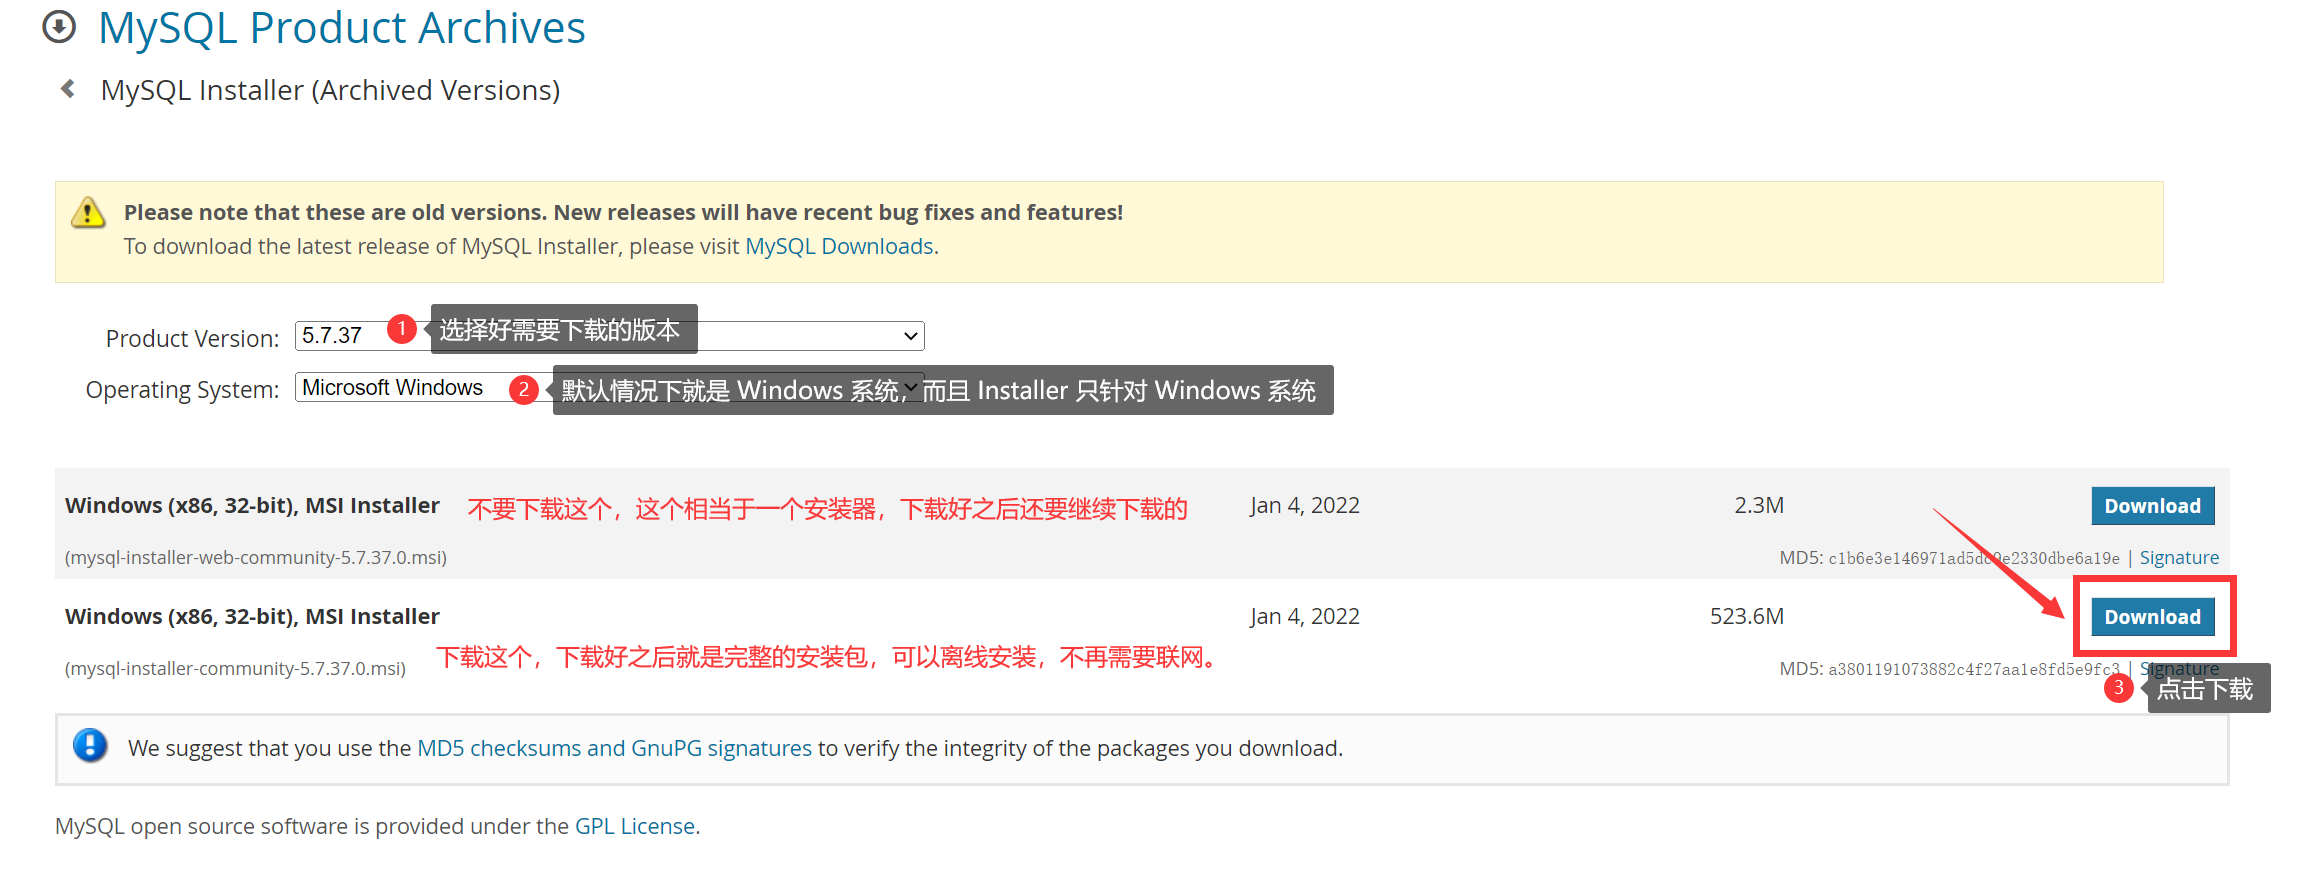 MySQL Product Archives
MySQL Installer (Archived Versions)
Please note that these are old versions. New releases will have recent bug fixes and features!
To download the latest release of MySQL Installer, please visit MySQL Downloads.
Product Version: 5.7.37 1 选择好需要下载的版本
Operating System: Microsoft Windows 2 默认情况下就是 Windows 系统，而且 Installer 只针对 Windows 系统
Windows (x86, 32-bit), MSI Installer 不要下载这个，这个相当于一个安装器，下载好之后还要继续下载的 Jan 4, 2022 2.3M Download
(mysql-installer-web-community-5.7.37.0.msi) MD5: c1b6e3e146971ad5dc9e2330dbe6a19e | Signature
Windows (x86, 32-bit), MSI Installer Jan 4, 2022 523.6M Download
下载这个，下载好之后就是完整的安装包，可以离线安装，不再需要联网。
(mysql-installer-community-5.7.37.0.msi) MD5: a3801191073882c4f27aa1e8fd5e9fc3 | Signature
3 点击下载
We suggest that you use the MD5 checksums and GnuPG signatures to verify the integrity of the packages you download.
MySQL open source software is provided under the GPL License.